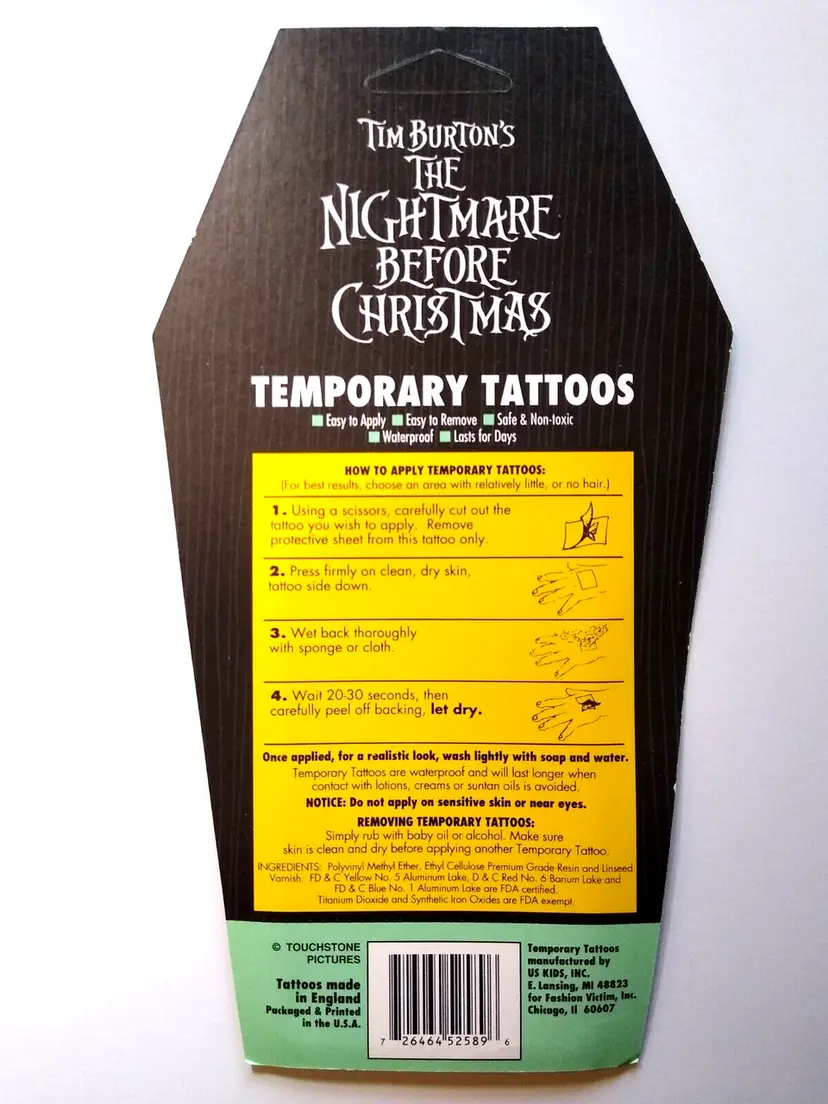 TIM BURTON'S
THE
NIGHTMARE
BEFORE
CHRISTMAS
TEMPORARY TATTOOS
Easy to Apply Easy to Remove Safe & Non-toxic
Waterproof Lasts for Days
HOW TO APPLY TEMPORARY TATTOOS:
(For best results, choose an area with relatively little, or no hair.)
1. Using a scissors, carefully cut out the
tattoo you wish to apply. Remove
protective sheet from this tattoo only.
2. Press firmly on clean, dry skin,
tattoo side down.
3. Wet back thoroughly
with sponge or cloth.
4. Wait 20-30 seconds, then
carefully peel off backing, let dry.
Once applied, for a realistic look, wash lightly with soap and water.
Temporary Tattoos are waterproof and will last longer when
contact with lotions, creams or suntan oils is avoided.
NOTICE: Do not apply on sensitive skin or near eyes.
REMOVING TEMPORARY TATTOOS:
Simply rub with baby oil or alcohol. Make sure
skin is clean and dry before applying another Temporary Tattoo.
INGREDIENTS: Polyvinyl Methyl Ether, Ethyl Cellulose Premium Grade Resin and Linseed
Varnish. FD & C Yellow No. 5 Aluminum Lake, D & C Red No. 6 Barium Lake and
FD & C Blue No. 1 Aluminum Lake are FDA certified.
Titanium Dioxide and Synthetic Iron Oxides are FDA exempt.
© TOUCHSTONE
PICTURES
Tattoos made
in England
Packaged & Printed
in the U.S.A.
7 26464 52589 6
Temporary Tattoos
manufactured by
US KIDS, INC.
E. Lansing, MI 48823
for Fashion Victim, Inc.
Chicago, Il 60607